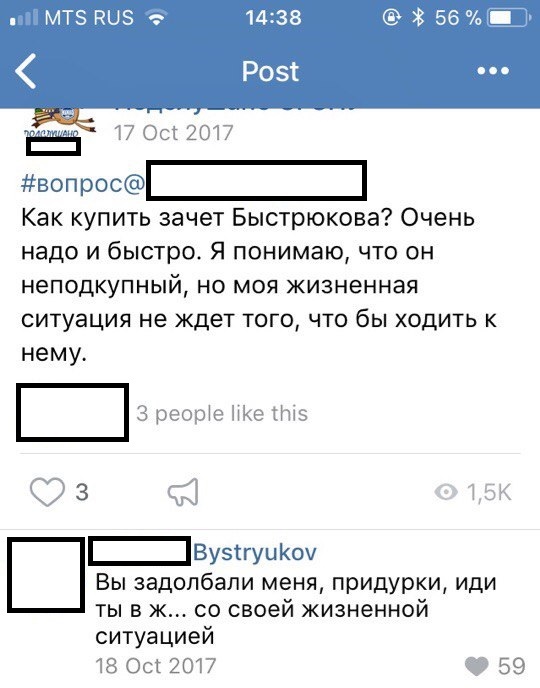 MTS RUS 14:38 56 %
Post
ПОДСЛУШАНО
17 Oct 2017
#вопрос@
Как купить зачет Быстрюкова? Очень
надо и быстро. Я понимаю, что он
неподкупный, но моя жизненная
ситуация не ждет того, что бы ходить к
нему.
3 people like this
3 1,5K
Bystryukov
Вы задолбали меня, придурки, иди
ты в ж... со своей жизненной
ситуацией
18 Oct 2017 59